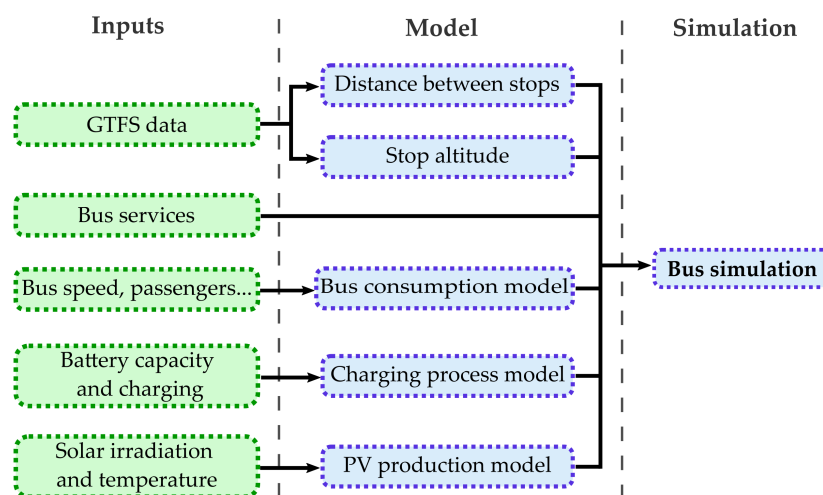 Inputs
Model
Simulation
GTFS data
Distance between stops
Stop altitude
Bus services
Bus speed, passengers...
Bus consumption model
Bus simulation
Battery capacity
and charging
Charging process model
Solar irradiation
and temperature
PV production model